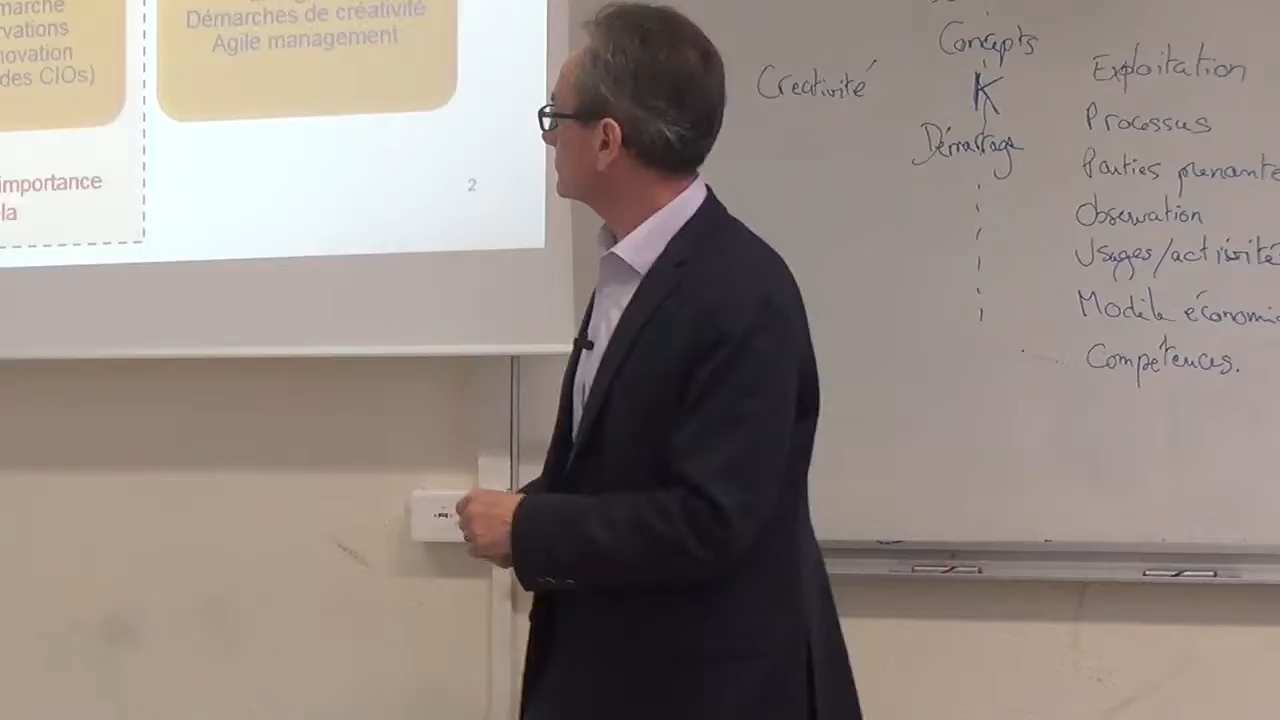 marche
rvations
novation
des CIOs)
importance
-la
Démarches de créativité
Agile management
2
Créativité
Concepts
K
Démarrage
Exploitation
Processus
Parties prenante
Observation
Usages/activité
Modèle économi
Compétences.